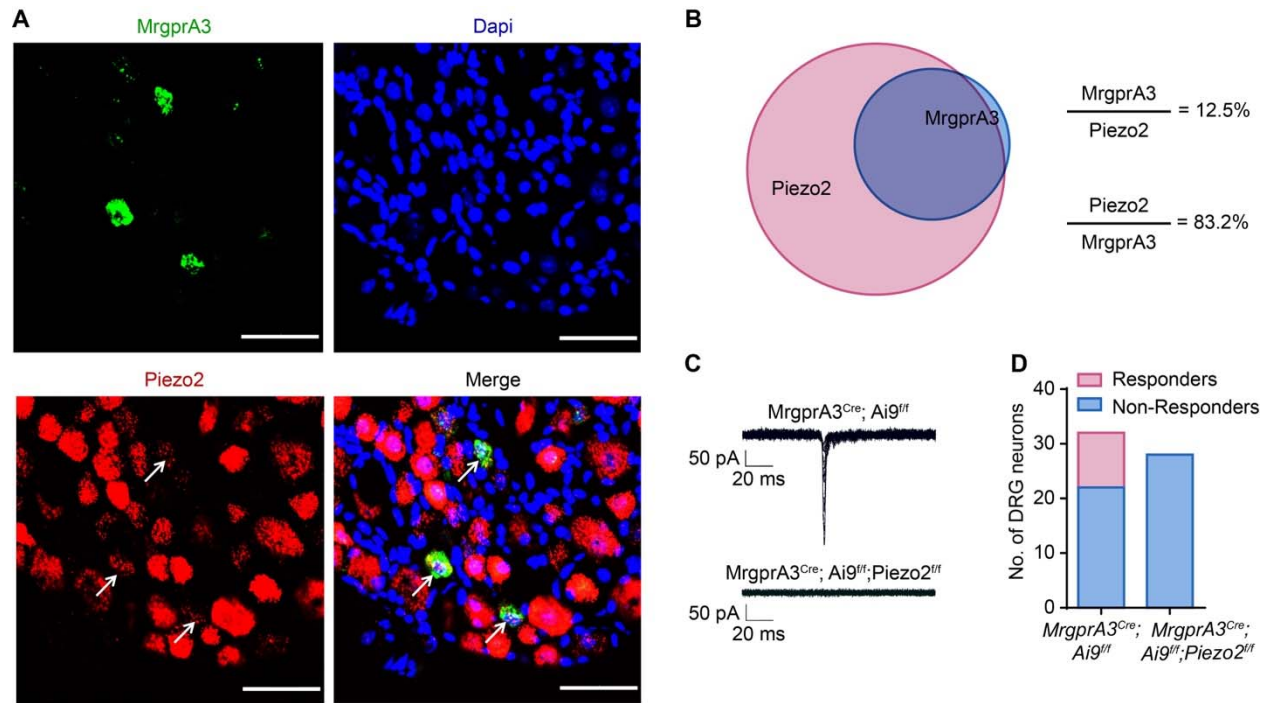 A
MrgprA3
Dapi
Piezo2
Merge
B
Piezo2
MrgprA3
MrgprA3
Piezo2
= 12.5%
Piezo2
MrgprA3
= 83.2%
C
MrgprA3Cre; Ai9f/f
50 pA
20 ms
MrgprA3Cre; Ai9f/f;Piezo2f/f
50 pA
20 ms
D
Responders
Non-Responders
No. of DRG neurons
40
30
20
10
0
MrgprA3Cre;
Ai9f/f
MrgprA3Cre;
Ai9f/f;Piezo2f/f